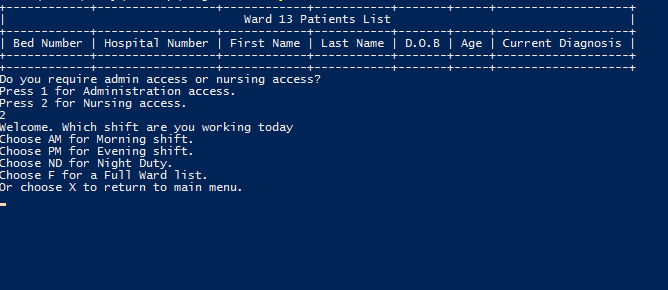 Ward 13 Patients List
| Bed Number | Hospital Number | First Name | Last Name | D.O.B | Age | Current Diagnosis |
Do you require admin access or nursing access?
Press 1 for Administration access.
Press 2 for Nursing access.
2
Welcome. Which shift are you working today
Choose AM for Morning shift.
Choose PM for Evening shift.
Choose ND for Night Duty.
Choose F for a Full Ward list.
Or choose X to return to main menu.